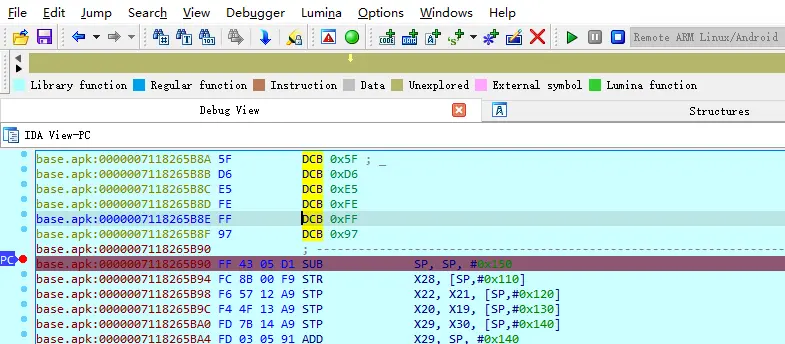 File Edit Jump Search View Debugger Lumina Options Windows Help
Remote ARM Linux/Android
Library function Regular function Instruction Data Unexplored External symbol Lumina function
Debug View Structures
IDA View-PC
base.apk:0000007118265B8A 5F DCB 0x5F ; _
base.apk:0000007118265B8B D6 DCB 0xD6
base.apk:0000007118265B8C E5 DCB 0xE5
base.apk:0000007118265B8D FE DCB 0xFE
base.apk:0000007118265B8E FF DCB 0xFF
base.apk:0000007118265B8F 97 DCB 0x97
base.apk:0000007118265B90 ; ---------------------------------------------------------------
PC base.apk:0000007118265B90 FF 43 05 D1 SUB SP, SP, #0x150
base.apk:0000007118265B94 FC 8B 00 F9 STR X28, [SP,#0x110]
base.apk:0000007118265B98 F6 57 12 A9 STP X22, X21, [SP,#0x120]
base.apk:0000007118265B9C F4 4F 13 A9 STP X20, X19, [SP,#0x130]
base.apk:0000007118265BA0 FD 7B 14 A9 STP X29, X30, [SP,#0x140]
base.apk:0000007118265BA4 FD 03 05 91 ADD X29, SP, #0x140